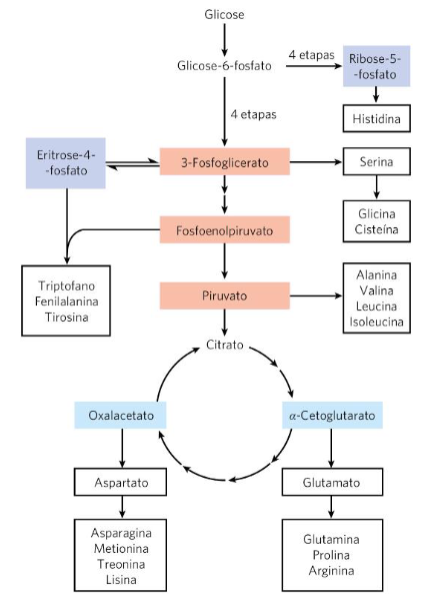 Glicose
Glicose-6-fosfato
4 etapas
Ribose-5-
-fosfato
Histidina
4 etapas
Eritrose-4-
-fosfato
3-Fosfoglicerato
Serina
Glicina
Cisteína
Fosfoenolpiruvato
Triptofano
Fenilalanina
Tirosina
Piruvato
Alanina
Valina
Leucina
Isoleucina
Citrato
Oxalacetato
α-Cetoglutarato
Aspartato
Glutamato
Asparagina
Metionina
Treonina
Lisina
Glutamina
Prolina
Arginina